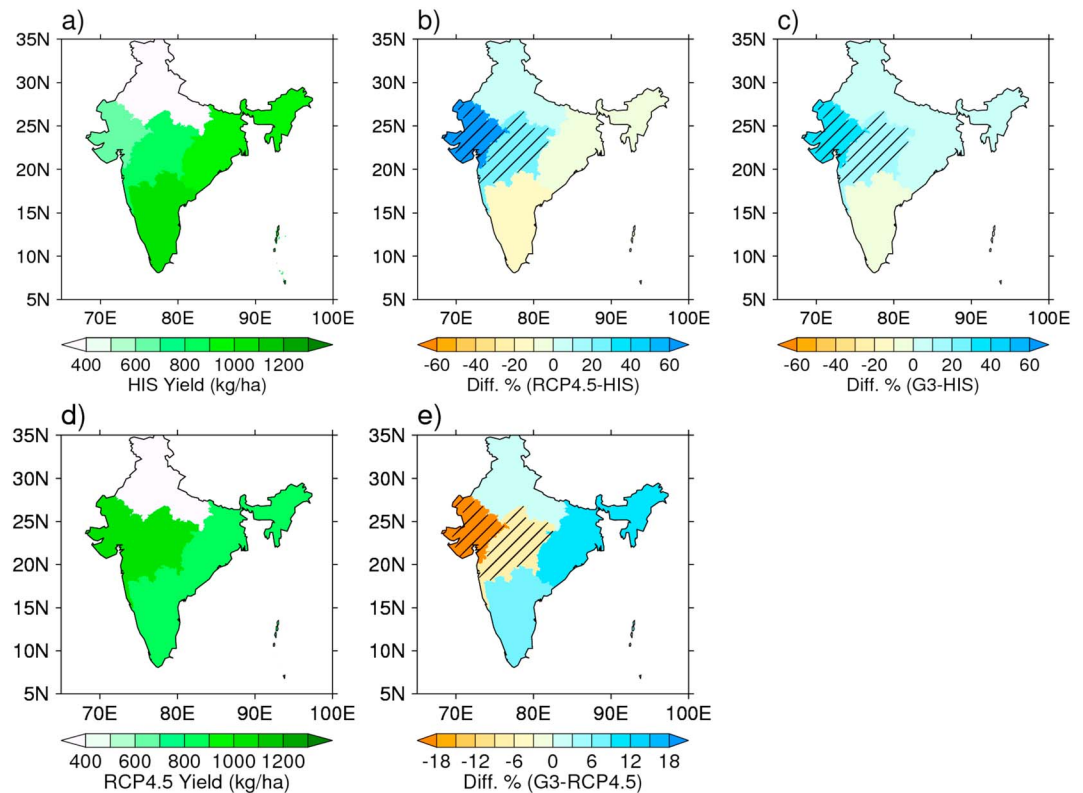 a) b) c)
35N 35N 35N
30N 30N 30N
25N 25N 25N
20N 20N 20N
15N 15N 15N
10N 10N 10N
5N 5N 5N
70E 80E 90E 100E 70E 80E 90E 100E 70E 80E 90E 100E
400 600 800 1000 1200 -60 -40 -20 0 20 40 60 -60 -40 -20 0 20 40 60
HIS Yield (kg/ha) Diff. % (RCP4.5-HIS) Diff. % (G3-HIS)
d) e)
35N 35N
30N 30N
25N 25N
20N 20N
15N 15N
10N 10N
5N 5N
70E 80E 90E 100E 70E 80E 90E 100E
400 600 800 1000 1200 -18 -12 -6 0 6 12 18
RCP4.5 Yield (kg/ha) Diff. % (G3-RCP4.5)